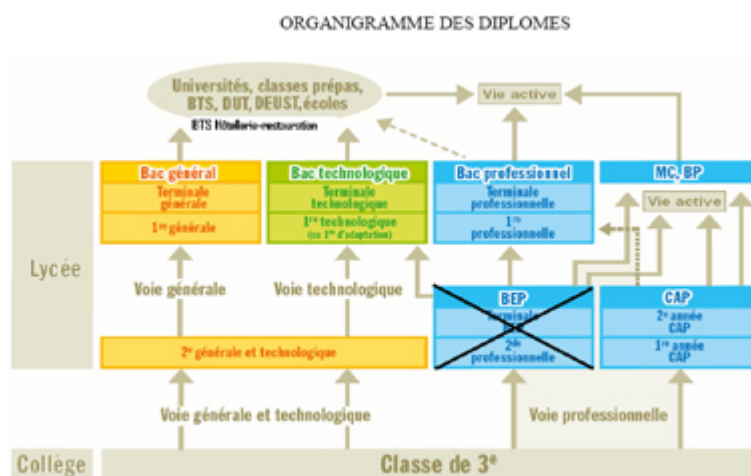 ORGANIGRAMME DES DIPLOMES
Universités, classes prépas,
BTS, DUT, DEUST, écoles
BTS Hôtellerie-restauration
Vie active
Bac général
Terminale
générale
1re générale
Bac technologique
Terminale
technologique
1re technologique
(ou 1re d'adaptation)
Bac professionnel
Terminale
professionnelle
1re
professionnelle
MC, BP
Vie active
Lycée
Voie générale
Voie technologique
BEP
Terminale
2de
professionnelle
CAP
2e année
CAP
1re année
CAP
2e générale et technologique
Voie générale et technologique
Voie professionnelle
Collège
Classe de 3e